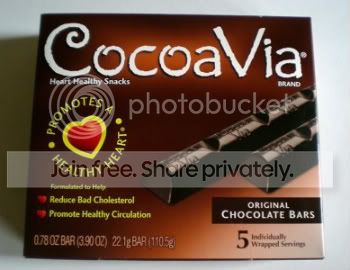 CocoaVia®
BRAND
Heart Healthy Snacks
photobucket
PROMOTES A
HEALTHY HEART*
Via
Join free. Share privately.
Formulated to Help
Reduce Bad Cholesterol
Promote Healthy Circulation
ORIGINAL
CHOCOLATE BARS
5 Individually
Wrapped Servings
0.78 OZ BAR (3.90 OZ) 22.1g BAR (110.5g)